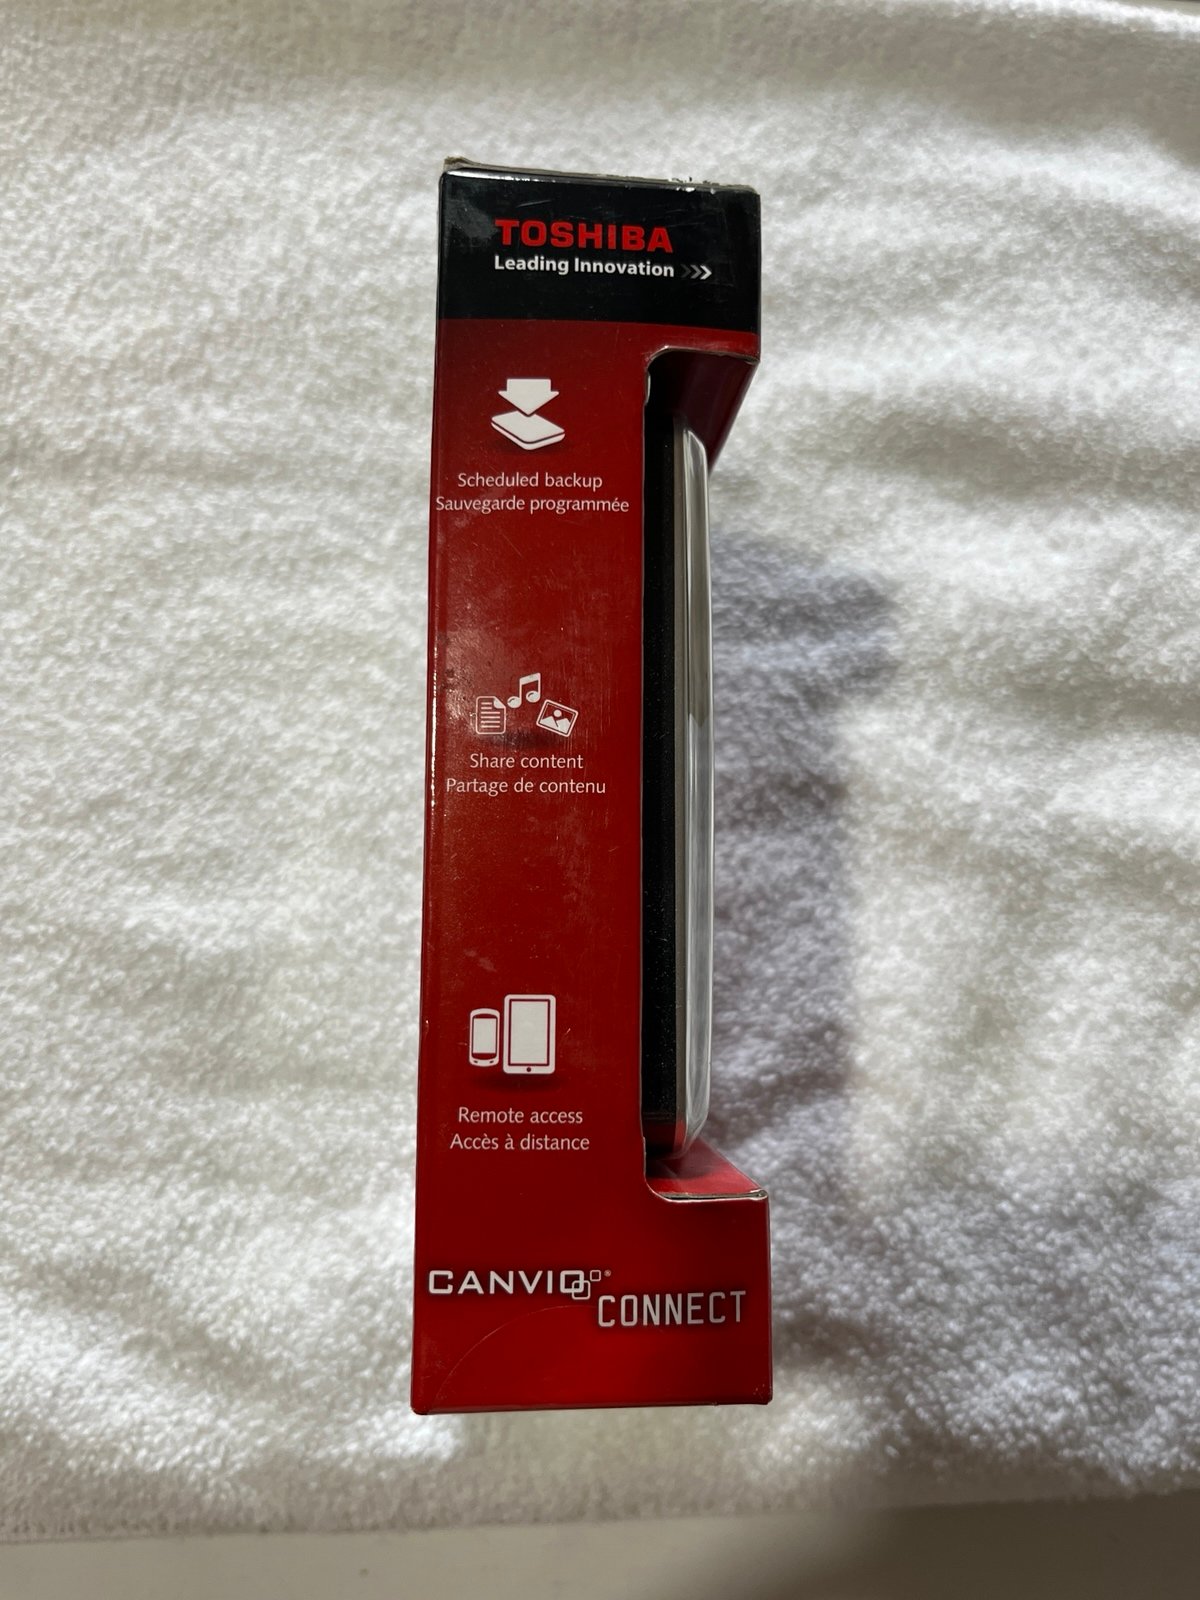 TOSHIBA
Leading Innovation >>>
Scheduled backup
Sauvegarde programmée
Share content
Partage de contenu
Remote access
Accès à distance
CANVIO®
CONNECT